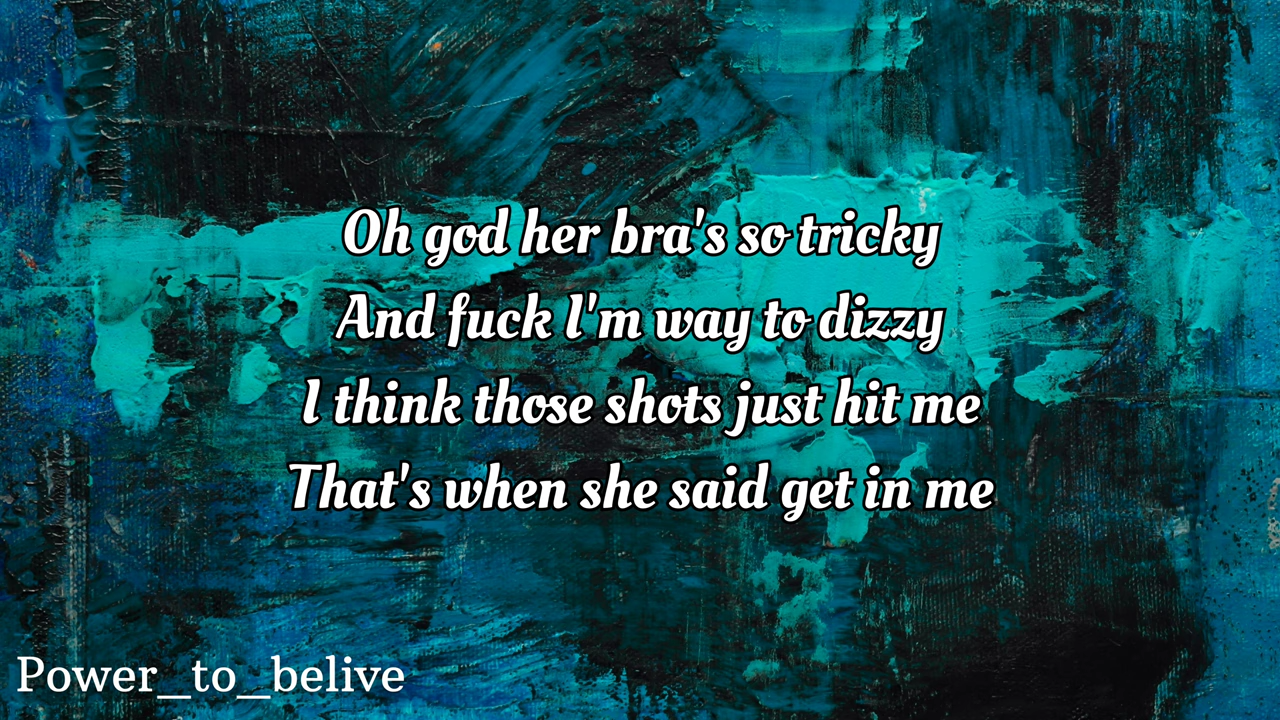 Oh god her bra's so tricky
And fuck I'm way to dizzy
I think those shots just hit me
That's when she said get in me
Power_to_belive